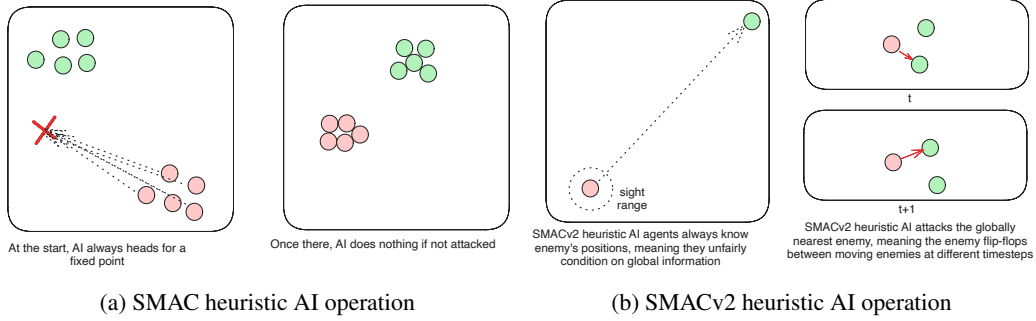 At the start, AI always heads for a
fixed point
Once there, AI does nothing if not attacked
sight
range
SMACv2 heuristic AI agents always know
enemy's positions, meaning they unfairly
condition on global information
t
t+1
SMACv2 heuristic AI attacks the globally
nearest enemy, meaning the enemy flip-flops
between moving enemies at different timesteps
(a) SMAC heuristic AI operation
(b) SMACv2 heuristic AI operation